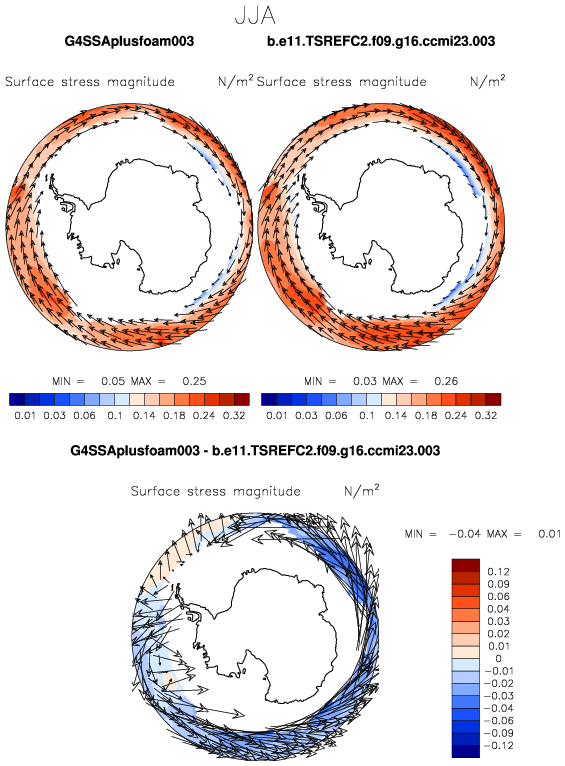 JJA
G4SSAplusfoam003 b.e11.TSREFC2.f09.g16.ccmi23.003
Surface stress magnitude N/m² Surface stress magnitude N/m²
MIN = 0.05 MAX = 0.25 MIN = 0.03 MAX = 0.26
0.01 0.03 0.06 0.1 0.14 0.18 0.24 0.32 0.01 0.03 0.06 0.1 0.14 0.18 0.24 0.32
G4SSAplusfoam003 - b.e11.TSREFC2.f09.g16.ccmi23.003
Surface stress magnitude N/m²
MIN = −0.04 MAX = 0.01
0.12
0.09
0.06
0.04
0.03
0.02
0.01
0
−0.01
−0.02
−0.03
−0.04
−0.06
−0.09
−0.12